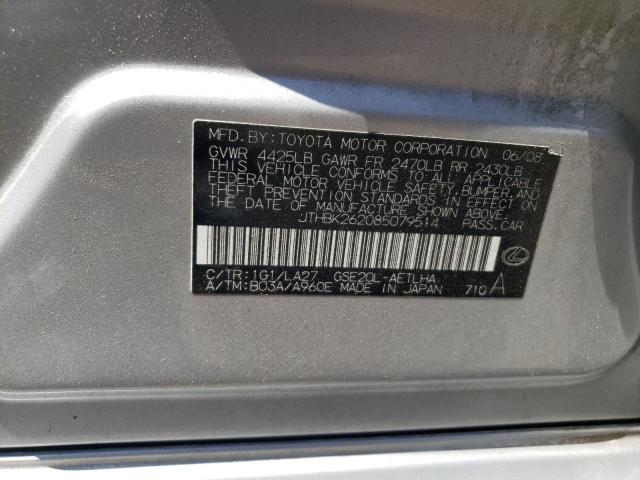 MFD. BY: TOYOTA MOTOR CORPORATION 06/08
GVWR 4425LB GAWR FR 2470LB RR 2430LB
THIS VEHICLE CONFORMS TO ALL APPLICABLE
FEDERAL MOTOR VEHICLE SAFETY, BUMPER, AND
THEFT PREVENTION STANDARDS IN EFFECT ON
THE DATE OF MANUFACTURE SHOWN ABOVE.
JTHBK262085079514 PASS. CAR
C/TR: 1G1/LA27 GSE20L-AETLHA
A/TM: B03A/A960E MADE IN JAPAN 710 A